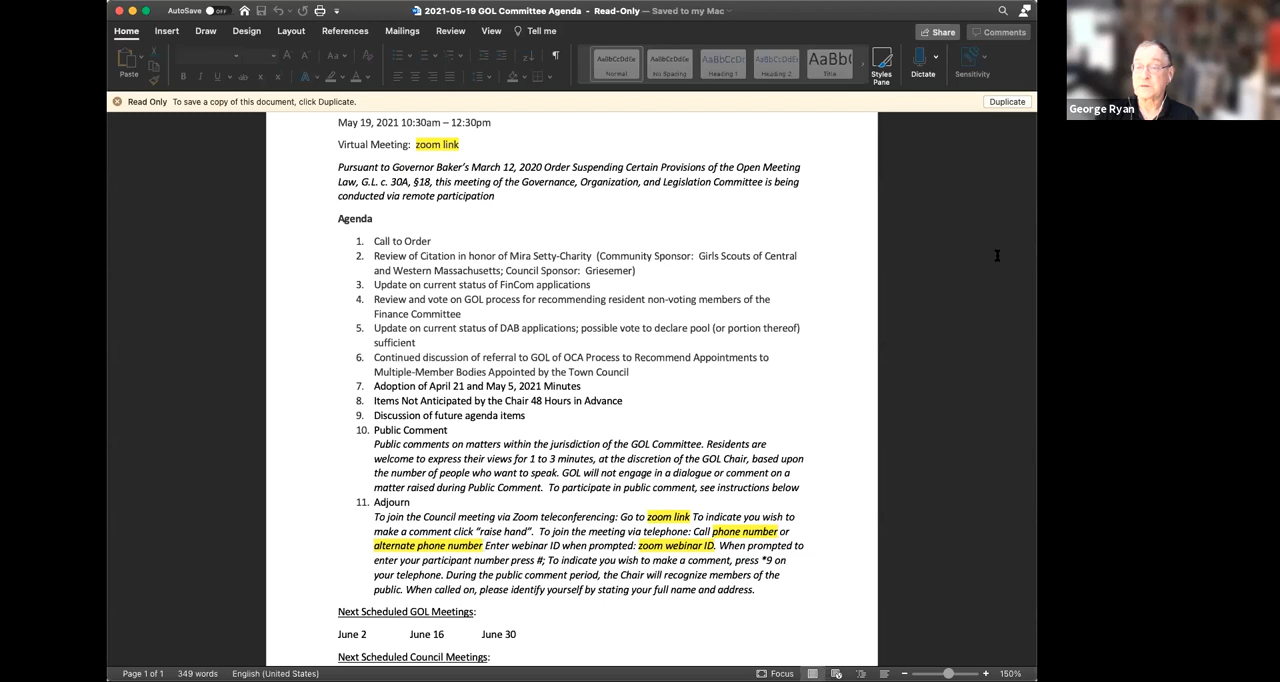 AutoSave OFF
2021-05-19 GOL Committee Agenda - Read-Only — Saved to my Mac
Home Insert Draw Design Layout References Mailings Review View Tell me
Share Comments
Paste
AaBbCcDdEe AaBbCcDdEe AaBbCcDc AaBbCcDdEe AaBb(
Normal No Spacing Heading 1 Heading 2 Title
Styles Pane
Dictate
Sensitivity
Read Only To save a copy of this document, click Duplicate.
Duplicate
George Ryan
May 19, 2021 10:30am – 12:30pm
Virtual Meeting: zoom link
Pursuant to Governor Baker's March 12, 2020 Order Suspending Certain Provisions of the Open Meeting
Law, G.L. c. 30A, §18, this meeting of the Governance, Organization, and Legislation Committee is being
conducted via remote participation
Agenda
1. Call to Order
2. Review of Citation in honor of Mira Setty-Charity (Community Sponsor: Girls Scouts of Central
and Western Massachusetts; Council Sponsor: Griesemer)
3. Update on current status of FinCom applications
4. Review and vote on GOL process for recommending resident non-voting members of the
Finance Committee
5. Update on current status of DAB applications; possible vote to declare pool (or portion thereof)
sufficient
6. Continued discussion of referral to GOL of OCA Process to Recommend Appointments to
Multiple-Member Bodies Appointed by the Town Council
7. Adoption of April 21 and May 5, 2021 Minutes
8. Items Not Anticipated by the Chair 48 Hours in Advance
9. Discussion of future agenda items
10. Public Comment
Public comments on matters within the jurisdiction of the GOL Committee. Residents are
welcome to express their views for 1 to 3 minutes, at the discretion of the GOL Chair, based upon
the number of people who want to speak. GOL will not engage in a dialogue or comment on a
matter raised during Public Comment. To participate in public comment, see instructions below
11. Adjourn
To join the Council meeting via Zoom teleconferencing: Go to zoom link To indicate you wish to
make a comment click "raise hand". To join the meeting via telephone: Call phone number or
alternate phone number Enter webinar ID when prompted: zoom webinar ID. When prompted to
enter your participant number press #; To indicate you wish to make a comment, press *9 on
your telephone. During the public comment period, the Chair will recognize members of the
public. When called on, please identify yourself by stating your full name and address.
Next Scheduled GOL Meetings:
June 2 June 16 June 30
Next Scheduled Council Meetings:
Page 1 of 1 349 words English (United States)
Focus
150%